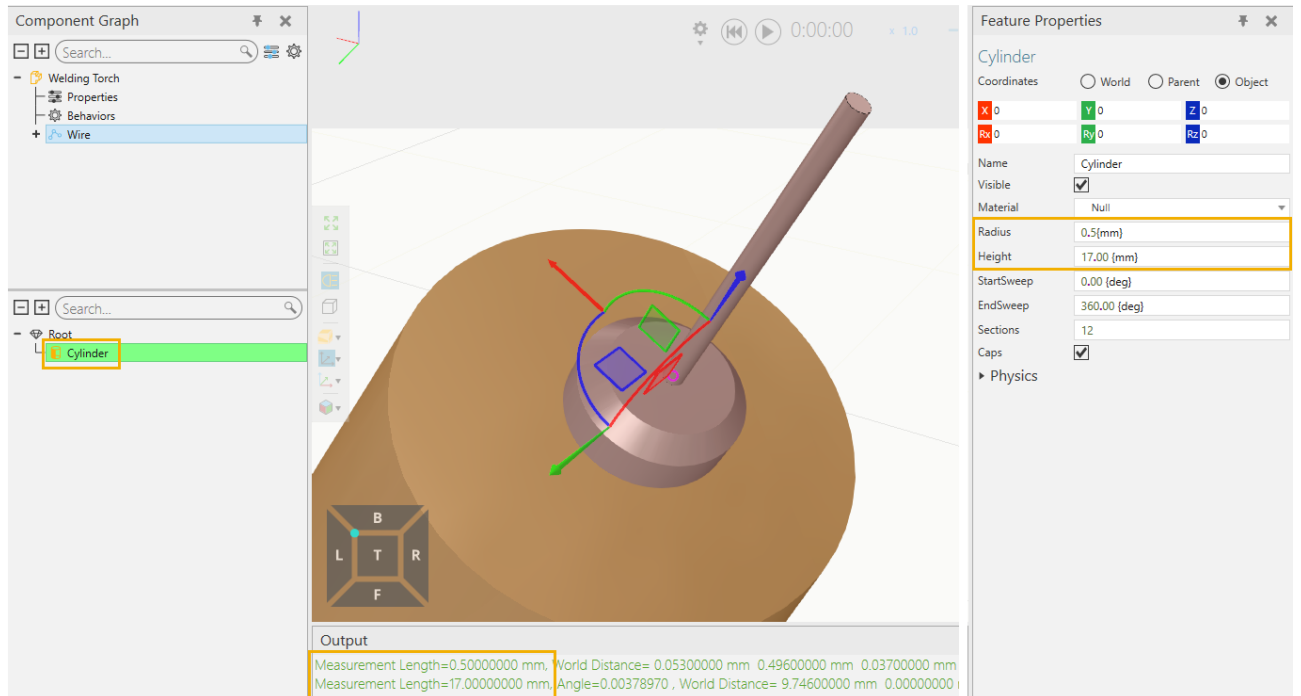 Component Graph
Search...
Welding Torch
Properties
Behaviors
Wire
Search...
Root
Cylinder
0:00:00
x 1.0
B
L T R
F
Output
Measurement Length=0.50000000 mm, World Distance= 0.05300000 mm 0.49600000 mm 0.03700000 mm
Measurement Length=17.00000000 mm, Angle=0.00378970 , World Distance= 9.74600000 mm 0.00000000
Feature Properties
Cylinder
Coordinates World Parent Object
X 0 Y 0 Z 0
Rx 0 Ry 0 Rz 0
Name Cylinder
Visible
Material Null
Radius 0.5{mm}
Height 17.00 {mm}
StartSweep 0.00 {deg}
EndSweep 360.00 {deg}
Sections 12
Caps
Physics